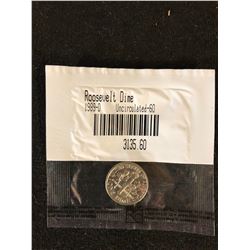 Roosevelt Dime
1989-D Uncirculated-60
3135.60